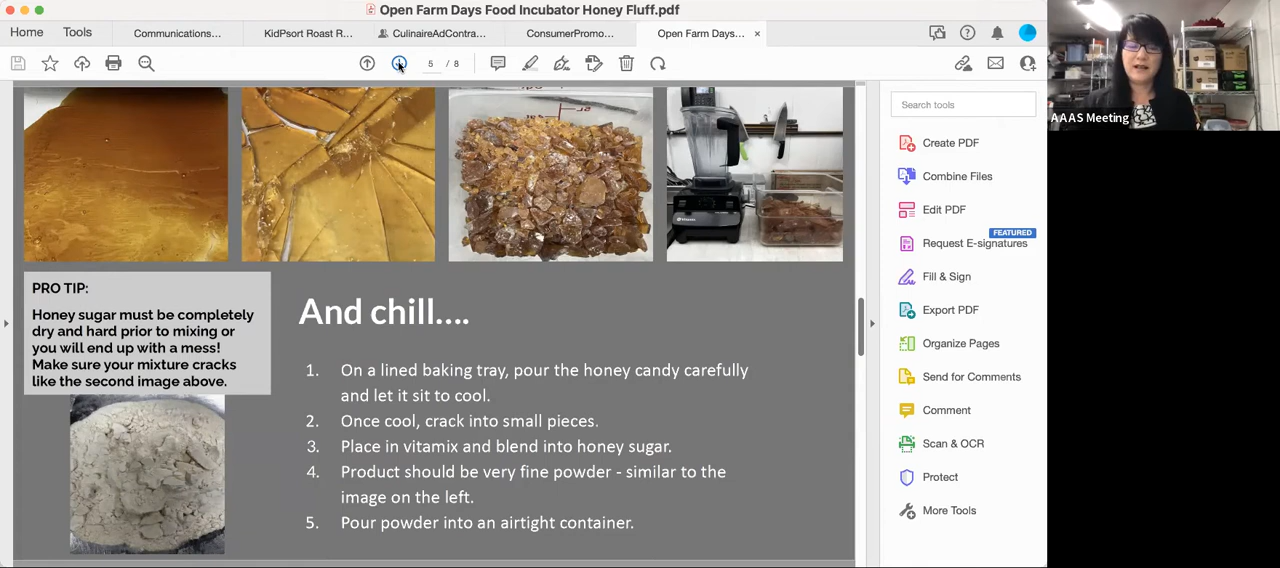 Open Farm Days Food Incubator Honey Fluff.pdf
Home
Tools
Communications...
KidPsort Roast R...
CulinaireAdContra...
ConsumerPromo...
Open Farm Days... ×
5 / 8
AAAS Meeting
Search tools
Create PDF
Combine Files
Edit PDF
FEATURED
Request E-signatures
Fill & Sign
Export PDF
Organize Pages
Send for Comments
Comment
Scan & OCR
Protect
More Tools
PRO TIP:
Honey sugar must be completely
dry and hard prior to mixing or
you will end up with a mess!
Make sure your mixture cracks
like the second image above.
And chill....
1. On a lined baking tray, pour the honey candy carefully
and let it sit to cool.
2. Once cool, crack into small pieces.
3. Place in vitamix and blend into honey sugar.
4. Product should be very fine powder - similar to the
image on the left.
5. Pour powder into an airtight container.